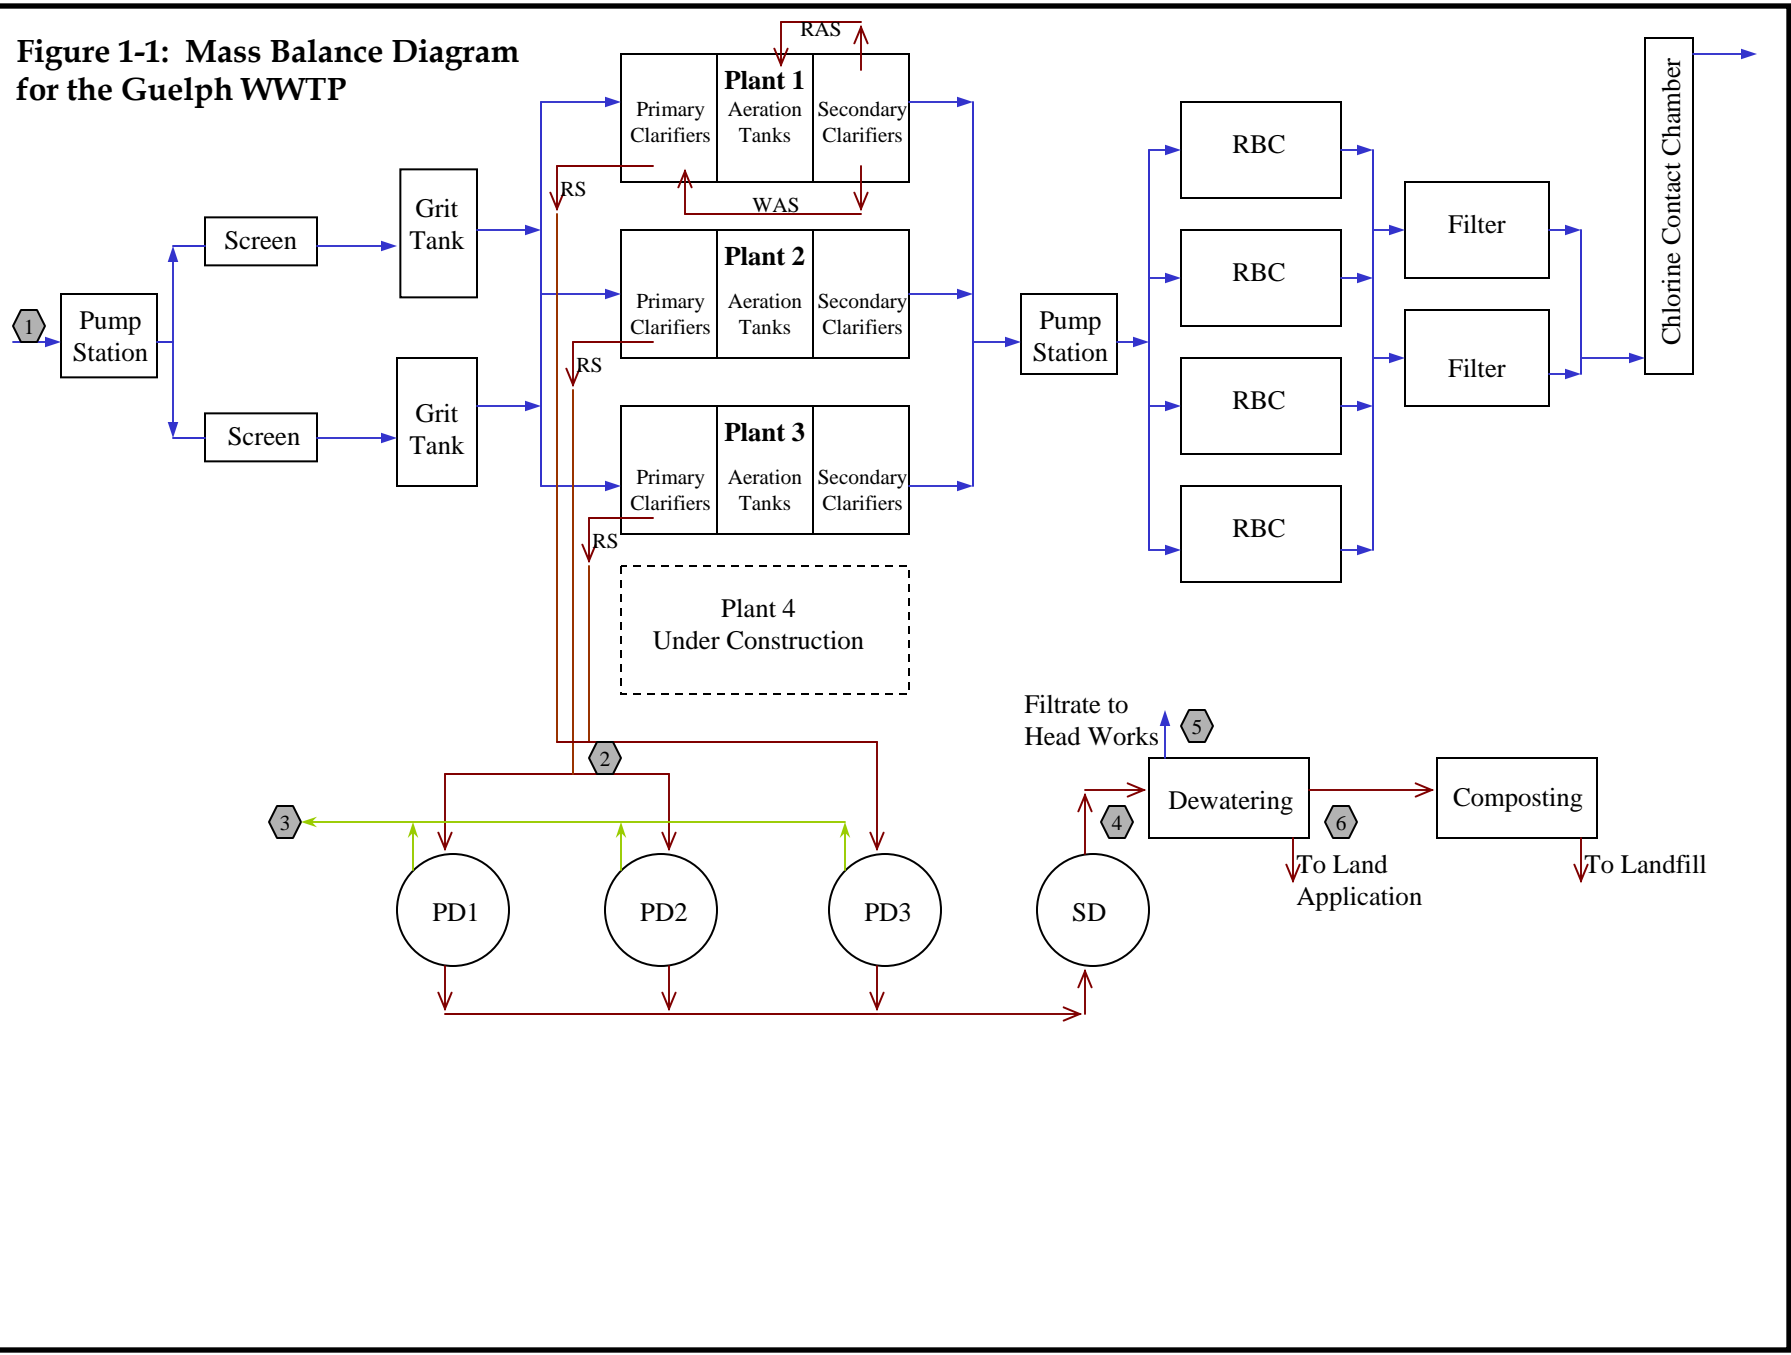 Figure 1-1: Mass Balance Diagram
for the Guelph WWTP
RAS
Plant 1
Primary
Clarifiers
Aeration
Tanks
Secondary
Clarifiers
RS
WAS
Grit
Tank
Screen
1
Pump
Station
Screen
Grit
Tank
Plant 2
Primary
Clarifiers
Aeration
Tanks
Secondary
Clarifiers
RS
Plant 3
Primary
Clarifiers
Aeration
Tanks
Secondary
Clarifiers
RS
Plant 4
Under Construction
Pump
Station
RBC
RBC
RBC
RBC
Filter
Filter
Chlorine Contact Chamber
2
3
PD1
PD2
PD3
SD
4
Filtrate to
Head Works
5
Dewatering
6
Composting
To Land
Application
To Landfill